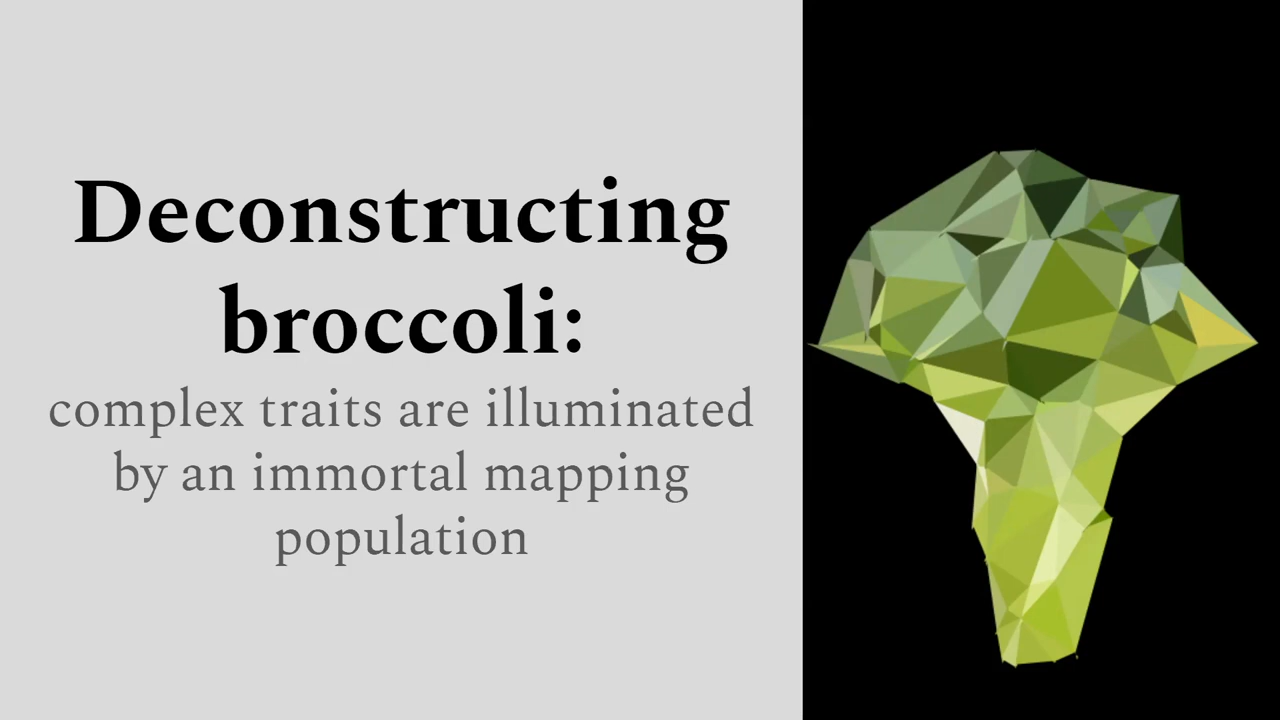 Deconstructing
broccoli:
complex traits are illuminated
by an immortal mapping
population